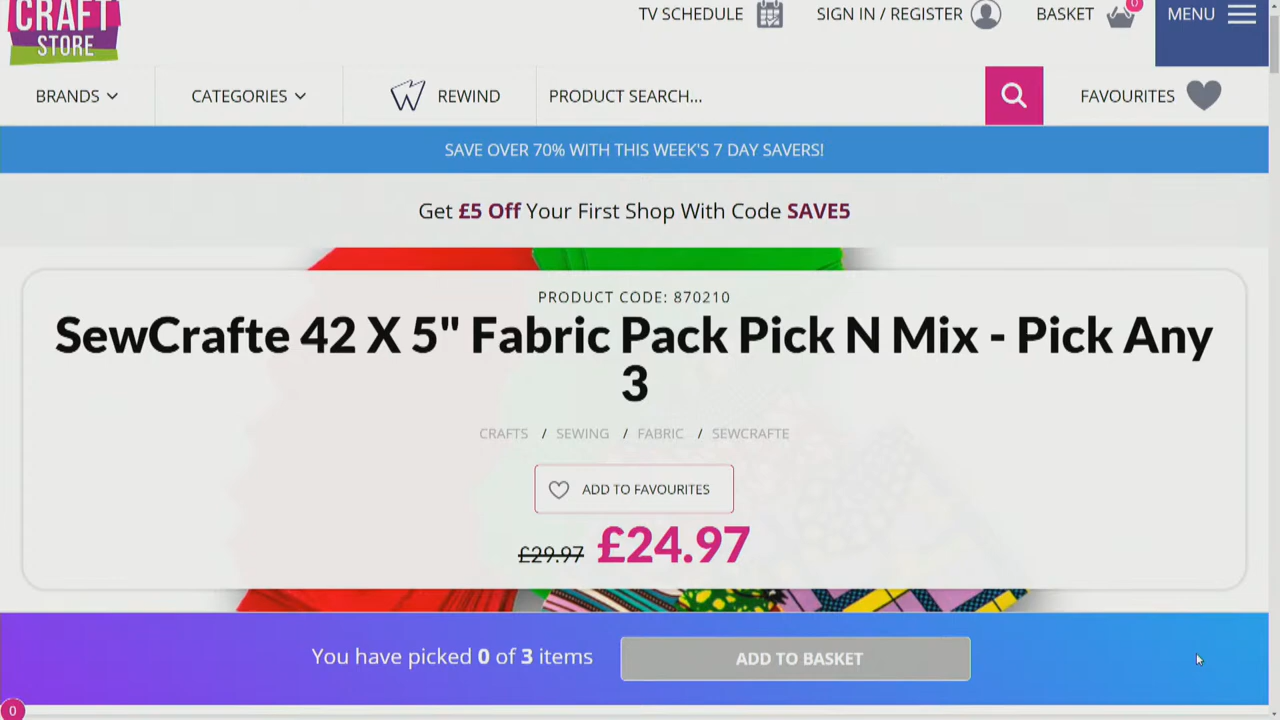 CRAFT
STORE
TV SCHEDULE
SIGN IN / REGISTER
BASKET
0
MENU
BRANDS
CATEGORIES
REWIND
PRODUCT SEARCH...
FAVOURITES
SAVE OVER 70% WITH THIS WEEK'S 7 DAY SAVERS!
Get £5 Off Your First Shop With Code SAVE5
PRODUCT CODE: 870210
SewCrafte 42 X 5" Fabric Pack Pick N Mix - Pick Any
3
CRAFTS / SEWING / FABRIC / SEWCRAFTE
ADD TO FAVOURITES
£29.97 £24.97
You have picked 0 of 3 items
ADD TO BASKET
0